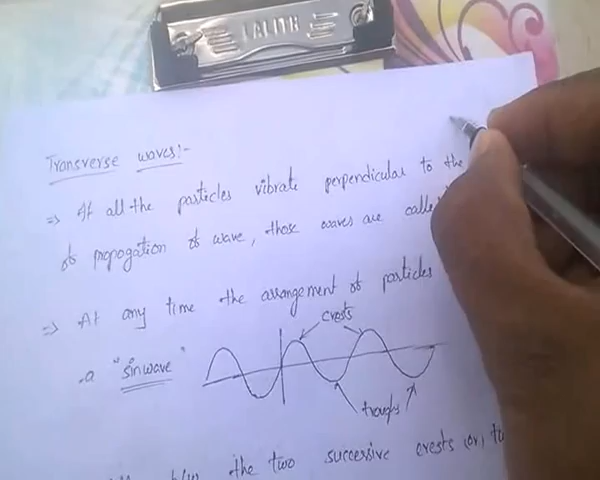 LALITH
Transverse waves:-
⇒ If all the particles vibrate perpendicular to the
of propogation of wave, those waves are calle
⇒ At any time the arrangement of particles
a "sinwave"
crests
troughs
the two successive crests (or) t